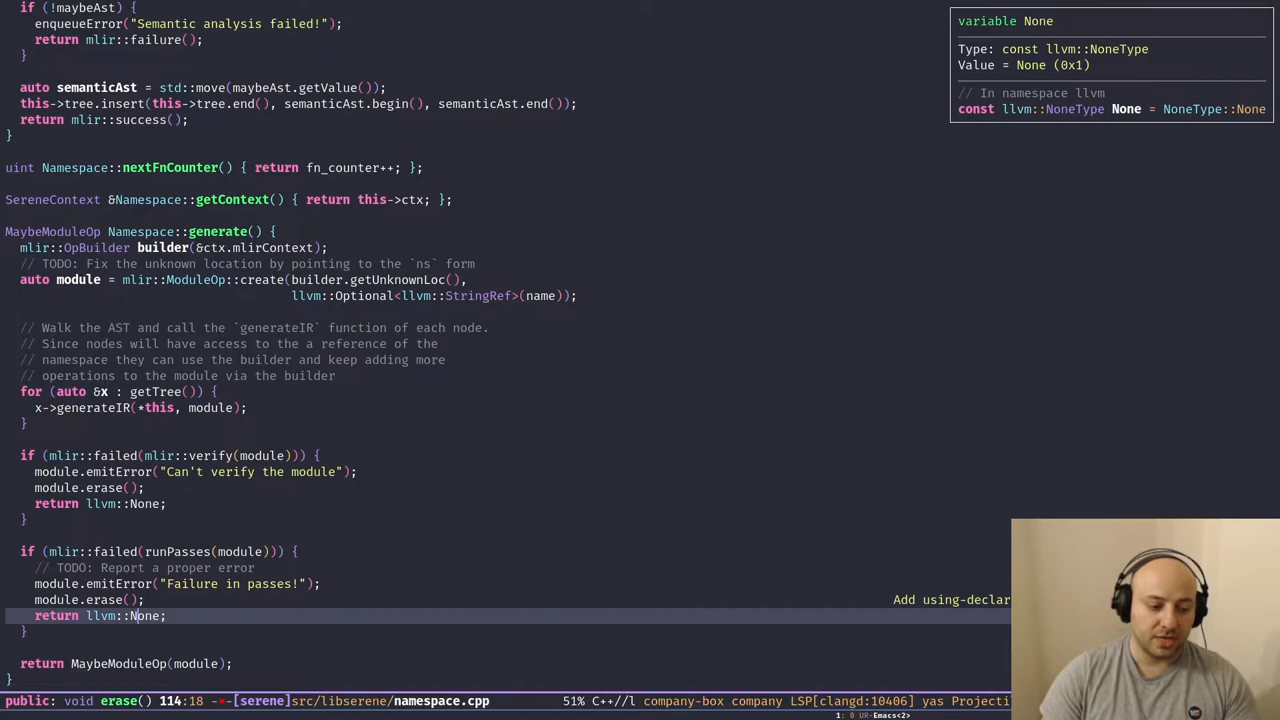 if (!maybeAst) {
enqueueError("Semantic analysis failed!");
return mlir::failure();
}
auto semanticAst = std::move(maybeAst.getValue());
this->tree.insert(this->tree.end(), semanticAst.begin(), semanticAst.end());
return mlir::success();
}
uint Namespace::nextFnCounter() { return fn_counter++; };
SereneContext &Namespace::getContext() { return this->ctx; };
MaybeModuleOp Namespace::generate() {
mlir::OpBuilder builder(&ctx.mlirContext);
// TODO: Fix the unknown location by pointing to the `ns` form
auto module = mlir::ModuleOp::create(builder.getUnknownLoc(),
llvm::Optional<llvm::StringRef>(name));
// Walk the AST and call the `generateIR` function of each node.
// Since nodes will have access to the a reference of the
// namespace they can use the builder and keep adding more
// operations to the module via the builder
for (auto &x : getTree()) {
x->generateIR(*this, module);
}
if (mlir::failed(mlir::verify(module))) {
module.emitError("Can't verify the module");
module.erase();
return llvm::None;
}
if (mlir::failed(runPasses(module))) {
// TODO: Report a proper error
module.emitError("Failure in passes!");
module.erase();
Add using-declar
return llvm::None;
}
return MaybeModuleOp(module);
}
variable None
Type: const llvm::NoneType
Value = None (0x1)
// In namespace llvm
const llvm::NoneType None = NoneType::None
public: void erase() 114:18 -*-[serene]src/libserene/namespace.cpp 51% C++//l company-box company LSP[clangd:10406] yas Projecti
1: 0 UR-Emacs<2>